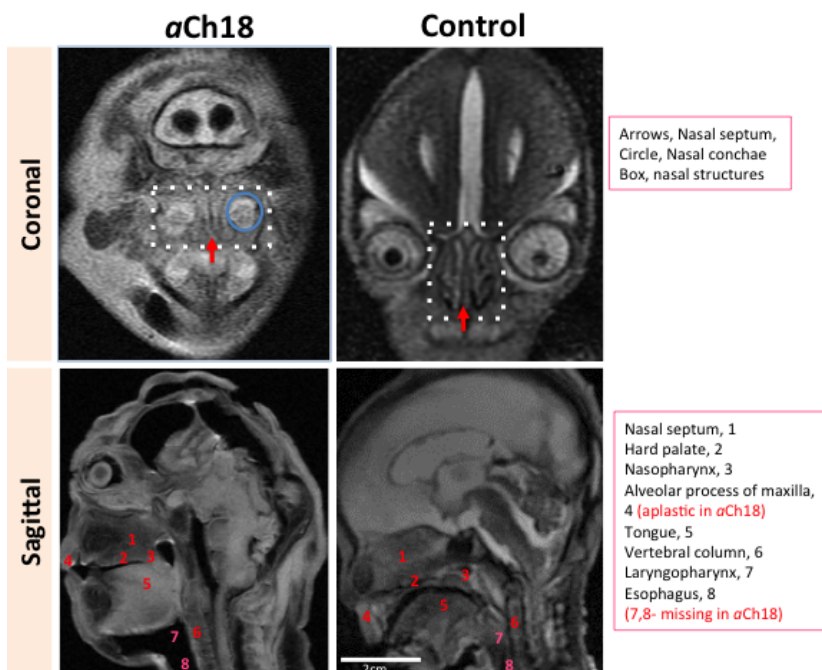 aCh18
Control
Coronal
Arrows, Nasal septum,
Circle, Nasal conchae
Box, nasal structures
Sagittal
1
2
3
4
5
6
7
8
1
2
3
4
5
6
7
8
2cm
Nasal septum, 1
Hard palate, 2
Nasopharynx, 3
Alveolar process of maxilla,
4 (aplastic in aCh18)
Tongue, 5
Vertebral column, 6
Laryngopharynx, 7
Esophagus, 8
(7,8- missing in aCh18)